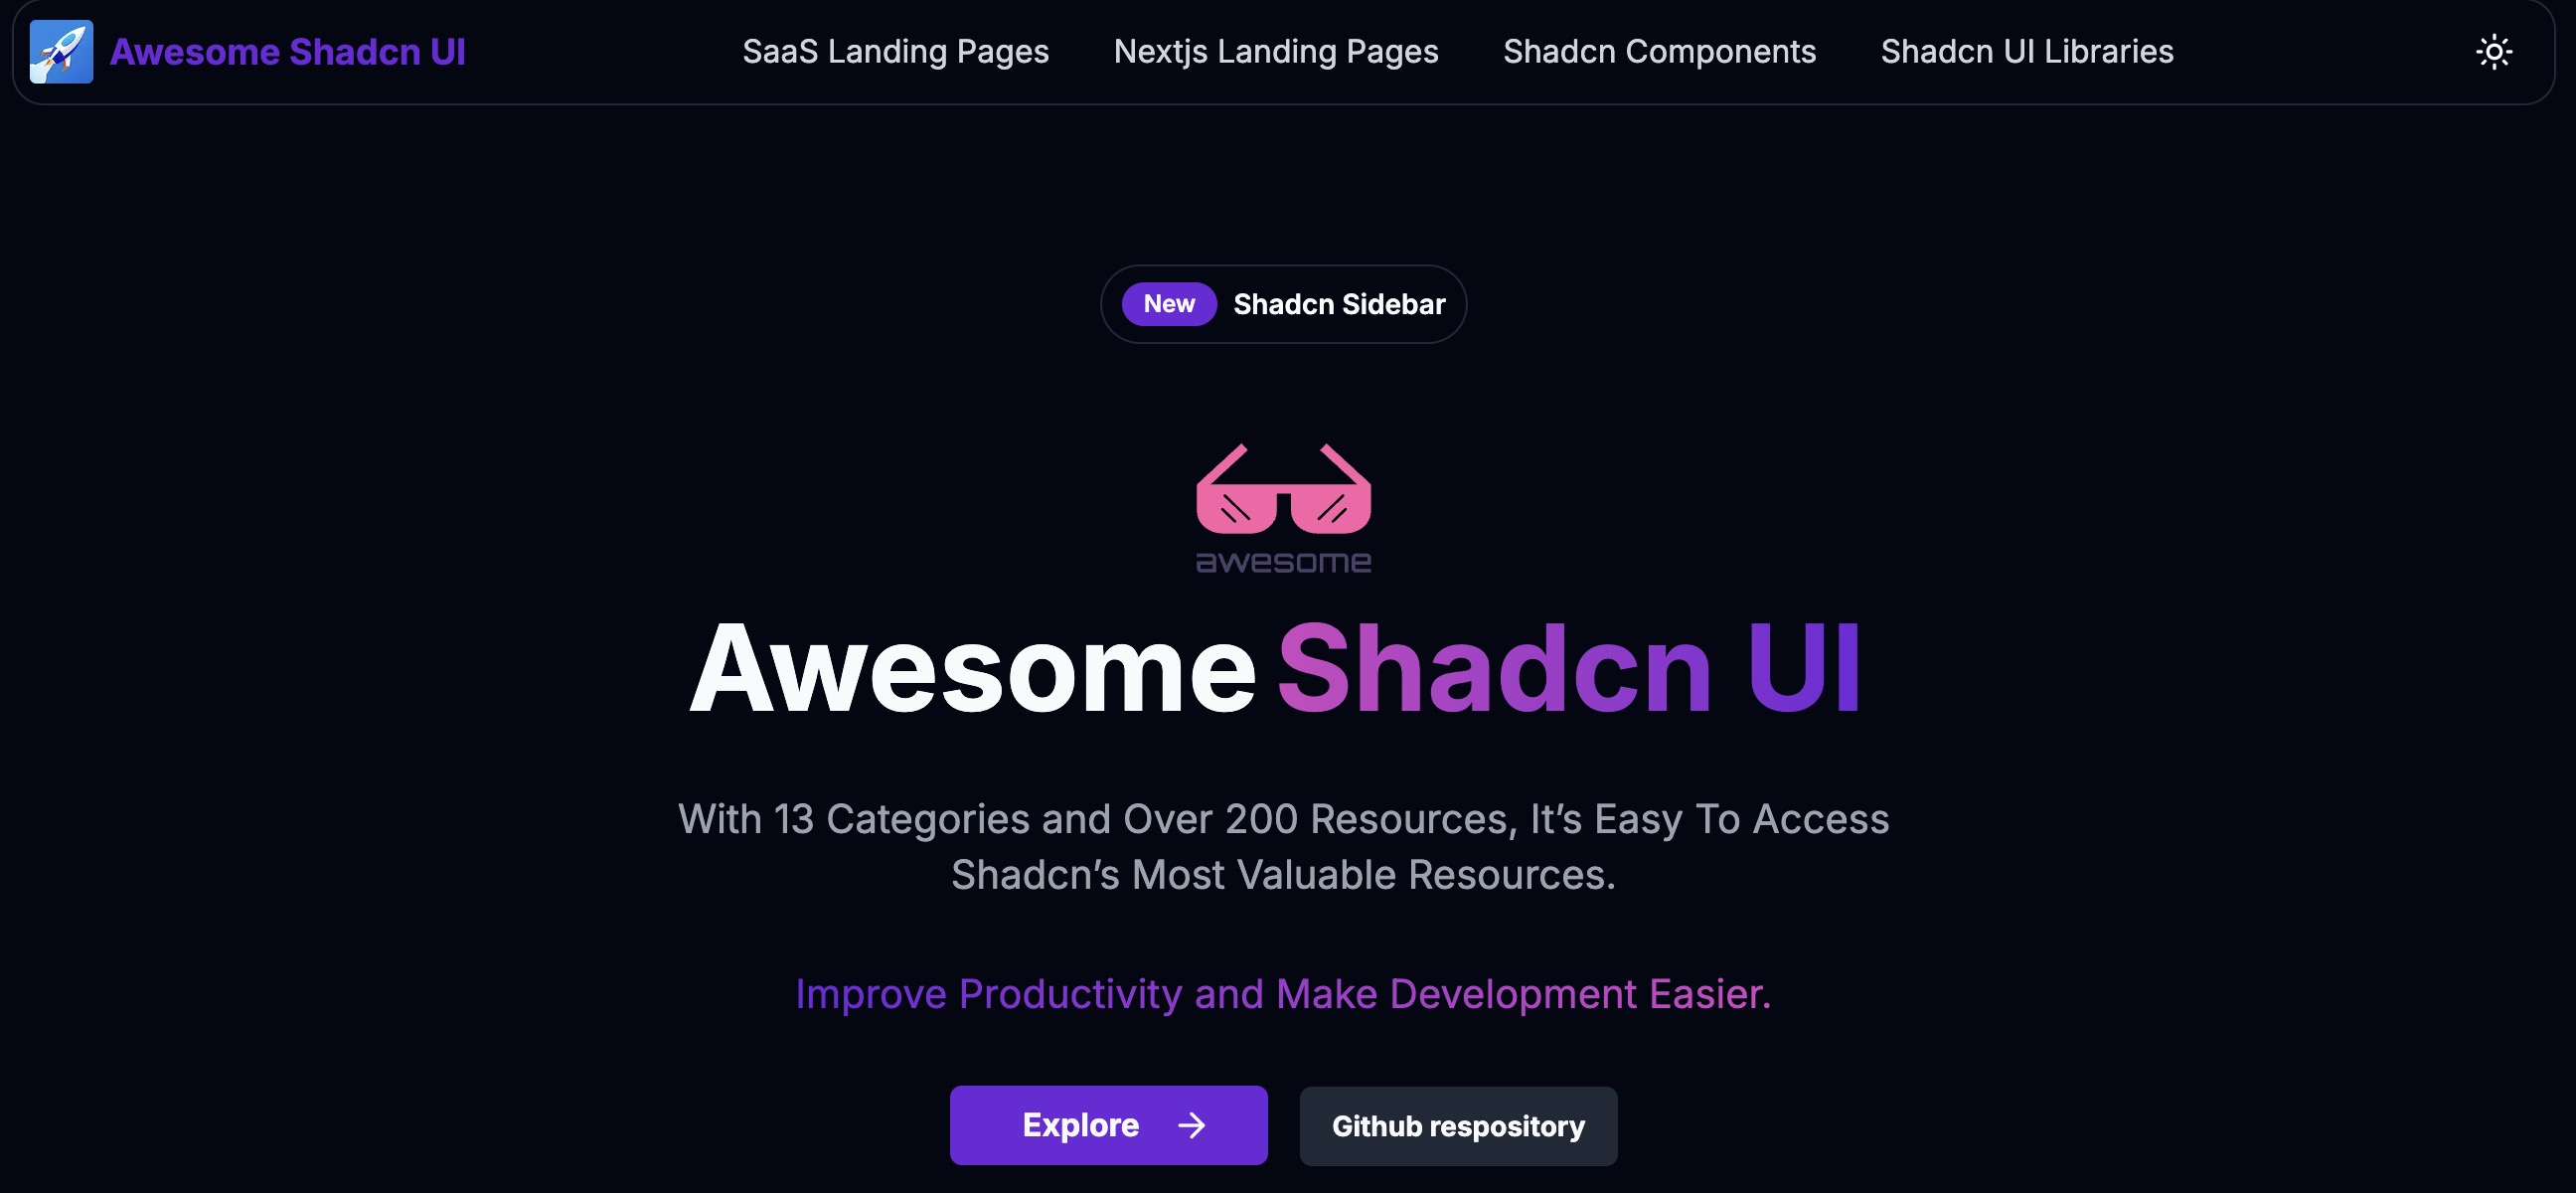 Awesome Shadcn UI
SaaS Landing Pages
Nextjs Landing Pages
Shadcn Components
Shadcn UI Libraries
New Shadcn Sidebar
awesome
Awesome Shadcn UI
With 13 Categories and Over 200 Resources, It’s Easy To Access
Shadcn’s Most Valuable Resources.
Improve Productivity and Make Development Easier.
Explore →
Github respository